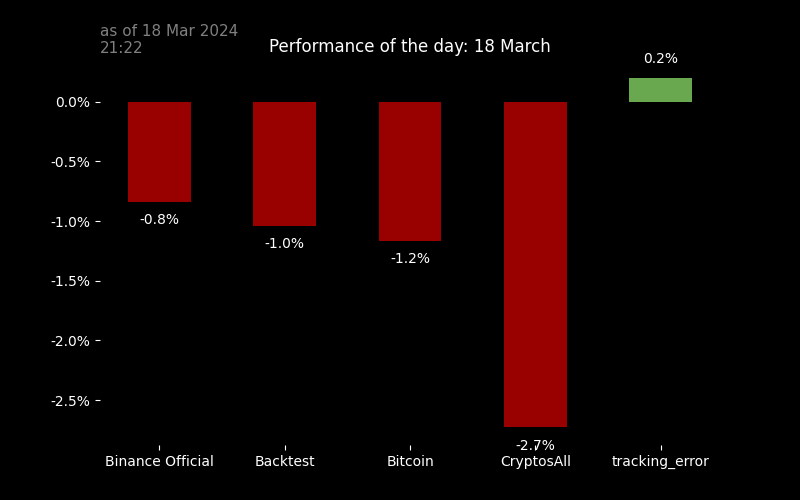 as of 18 Mar 2024
21:22
Performance of the day: 18 March
0.2%
0.0%
-0.5%
-0.8%
-1.0%
-1.0%
-1.2%
-1.5%
-2.0%
-2.5%
-2.7%
Binance Official
Backtest
Bitcoin
CryptosAll
tracking_error